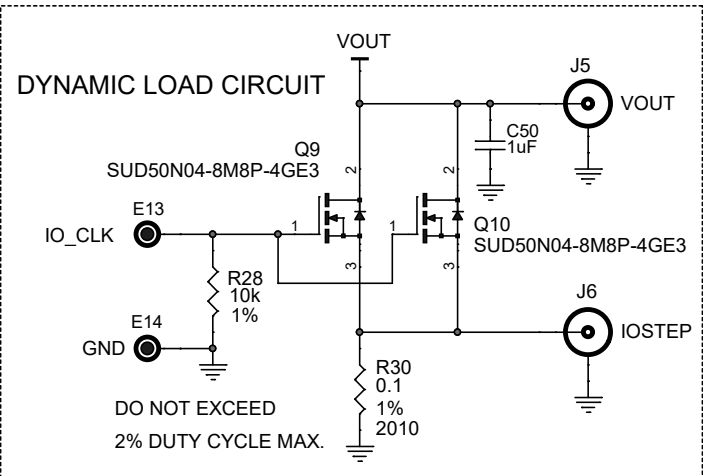 VOUT
DYNAMIC LOAD CIRCUIT
J5
VOUT
C50
1uF
Q9
SUD50N04-8M8P-4GE3
2
2
E13
IO_CLK
1
1
Q10
SUD50N04-8M8P-4GE3
3
3
R28
10k
1%
E14
GND
J6
IOSTEP
R30
0.1
1%
2010
DO NOT EXCEED
2% DUTY CYCLE MAX.